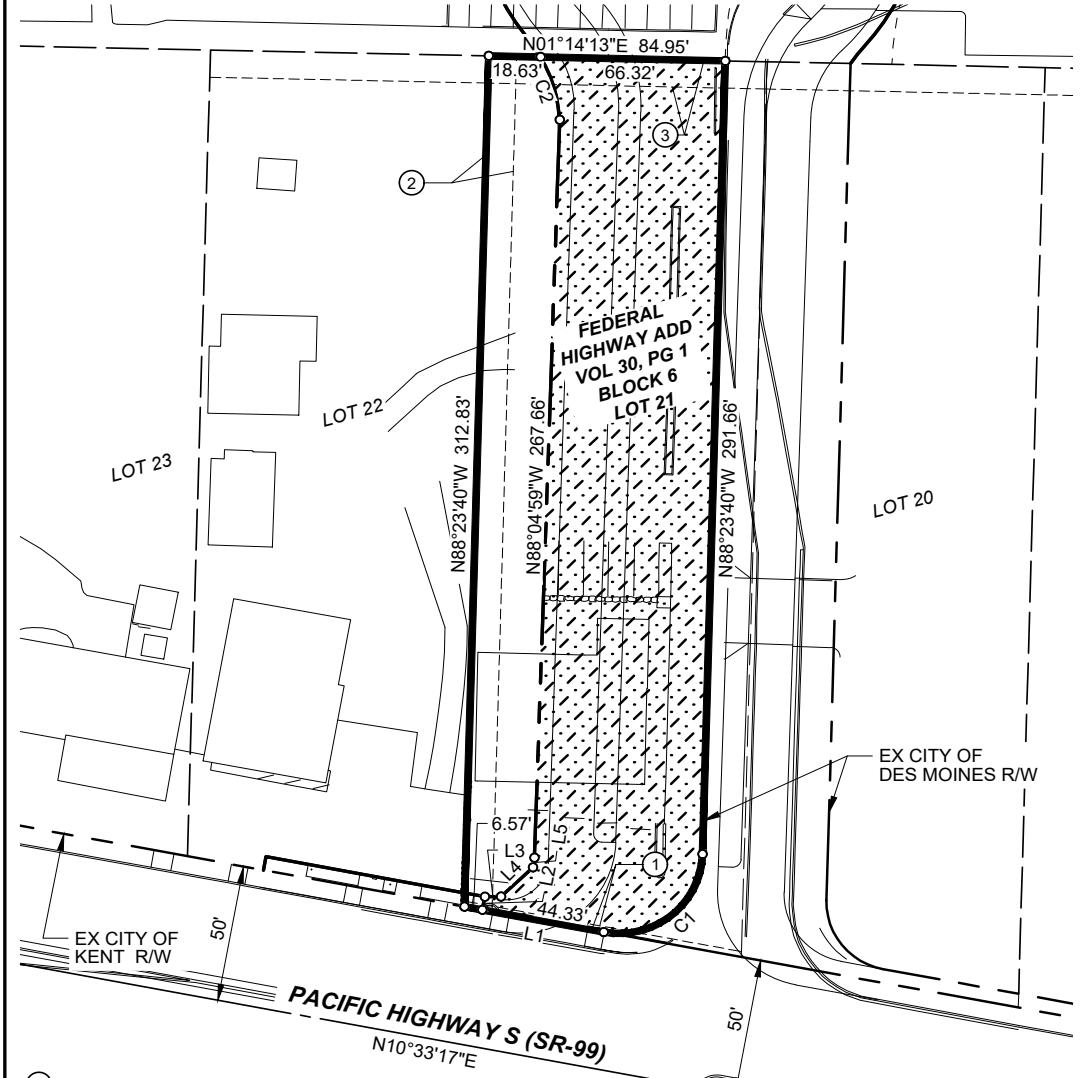 N01°14'13"E 84.95'
18.63'
66.32'
C2
3
2
FEDERAL
HIGHWAY ADD
VOL 30, PG 1
BLOCK 6
LOT 21
LOT 22
LOT 23
LOT 20
N88°23'40"W 312.83'
N88°04'59"W 267.66'
N88°23'40"W 291.66'
EX CITY OF
DES MOINES R/W
6.57'
L3
L5
L4
L2
1
44.33'
L1
C1
EX CITY OF
KENT R/W
50'
50'
PACIFIC HIGHWAY S (SR-99)
N10°33'17"E